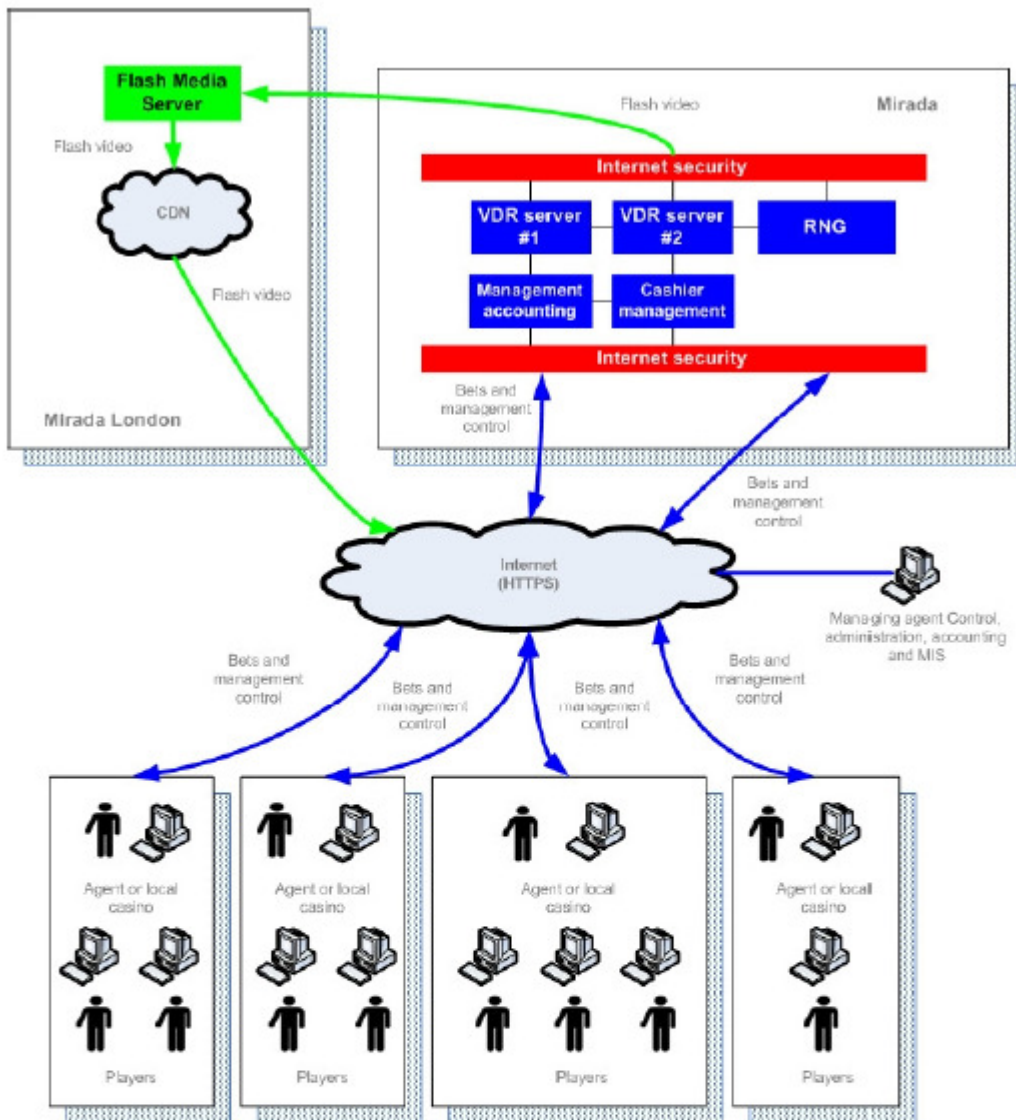 Flash Media
Server
Flash video
CDN
Flash video
Mirada London
Flash video
Mirada
Internet security
VDR server
#1
VDR server
#2
RNG
Management
accounting
Cashier
management
Internet security
Bets and
management
control
Bets and
management
control
Internet
(HTTPS)
Managing agent Control,
administration, accounting
and MIS
Bets and
management
control
Bets and
management
control
Bets and
management
control
Bets and
management
control
Agent or local
casino
Players
Agent or local
casino
Players
Agent or local
casino
Players
Agent or locall
casino
Players